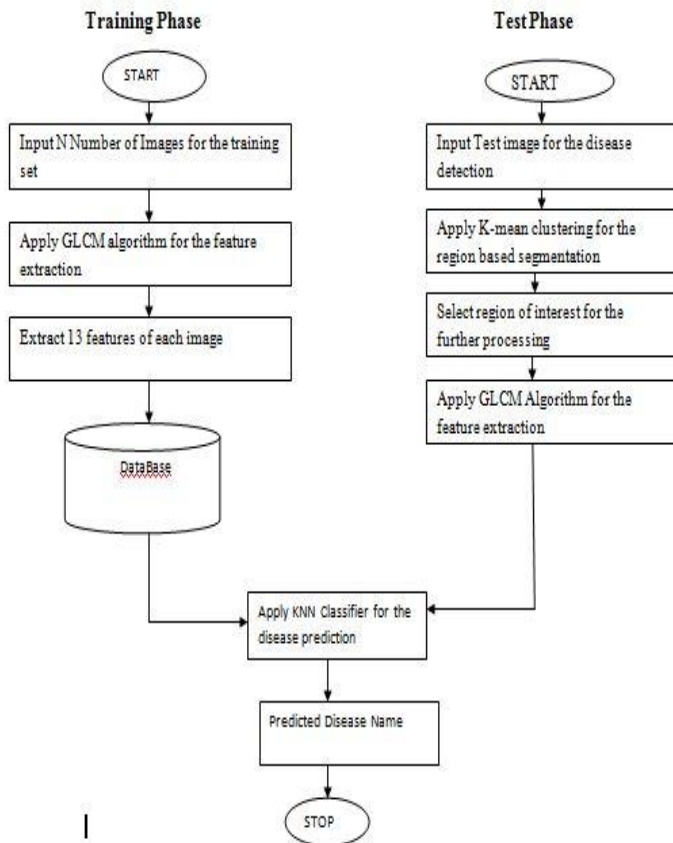 Training Phase
START
Input N Number of Images for the training
set
Apply GLCM algorithm for the feature
extraction
Extract 13 features of each image
DataBase
Test Phase
START
Input Test image for the disease
detection
Apply K-mean clustering for the
region based segmentation
Select region of interest for the
further processing
Apply GLCM Algorithm for the
feature extraction
Apply KNN Classifier for the
disease prediction
Predicted Disease Name
STOP